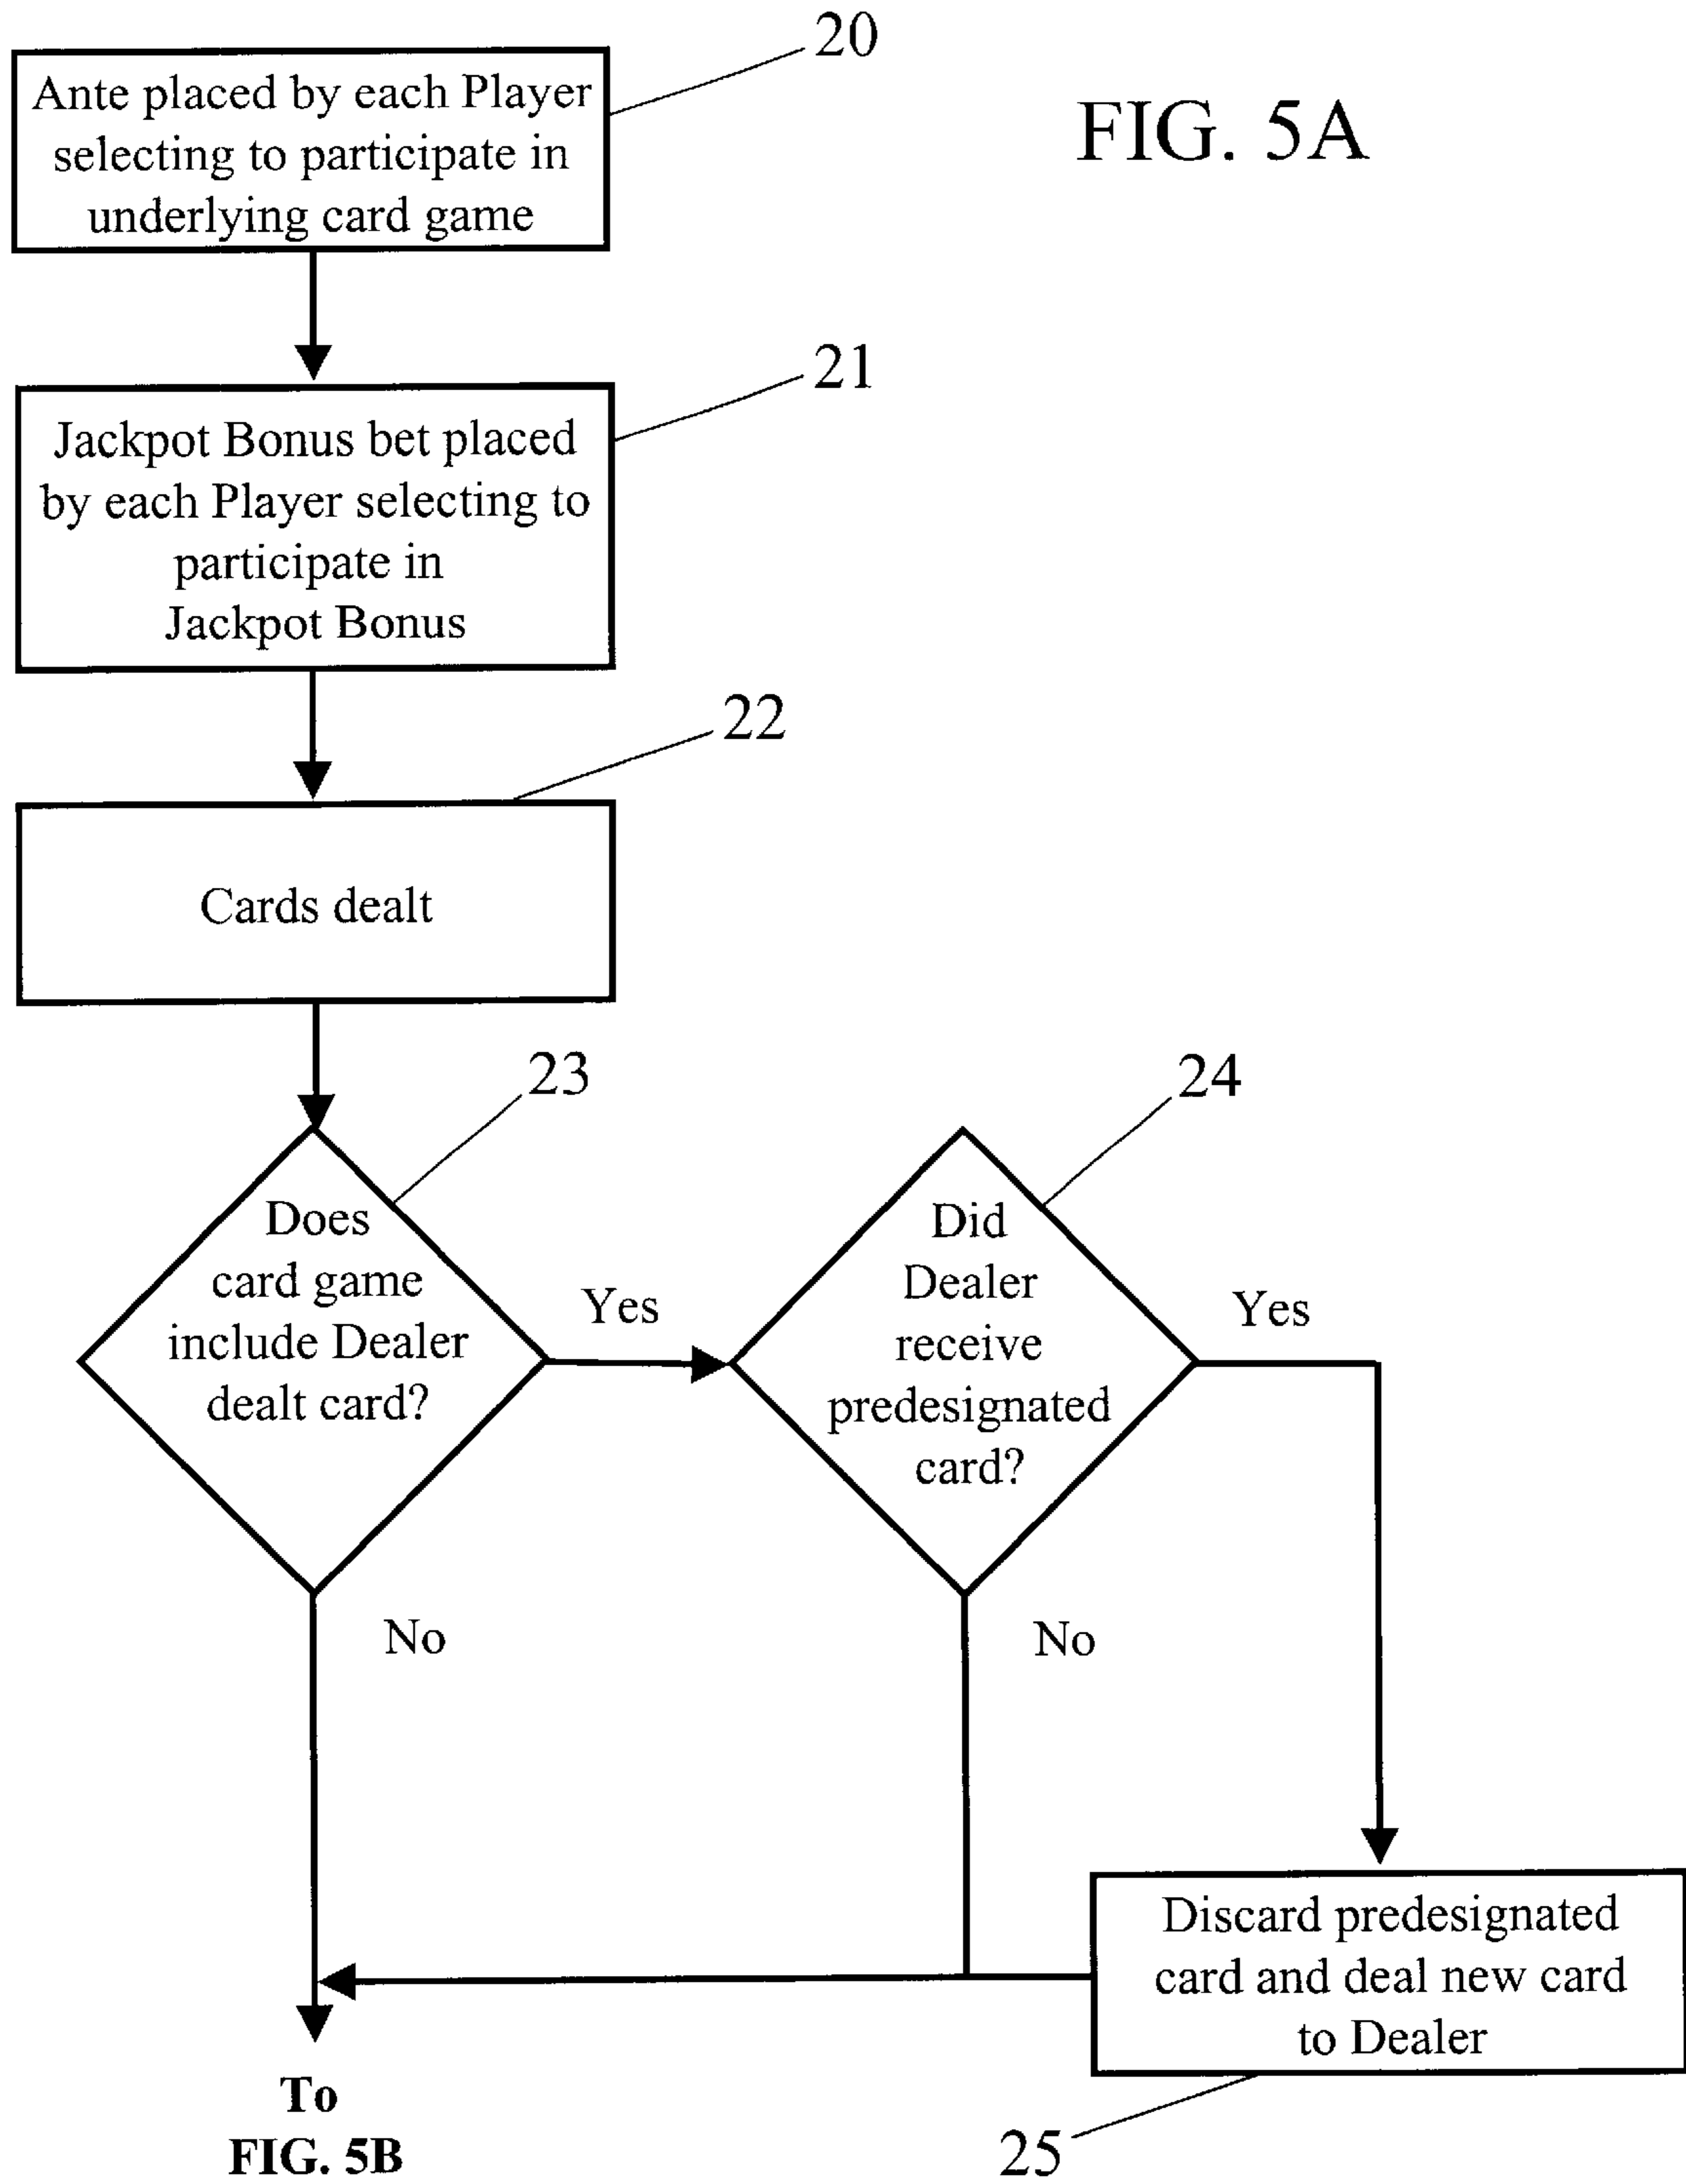 20
FIG. 5A
Ante placed by each Player
selecting to participate in
underlying card game
21
Jackpot Bonus bet placed
by each Player selecting to
participate in
Jackpot Bonus
22
Cards dealt
23
24
Does
card game
include Dealer
dealt card?
Yes
Did
Dealer
receive
predesignated
card?
Yes
No
No
Discard predesignated
card and deal new card
to Dealer
To
FIG. 5B
25